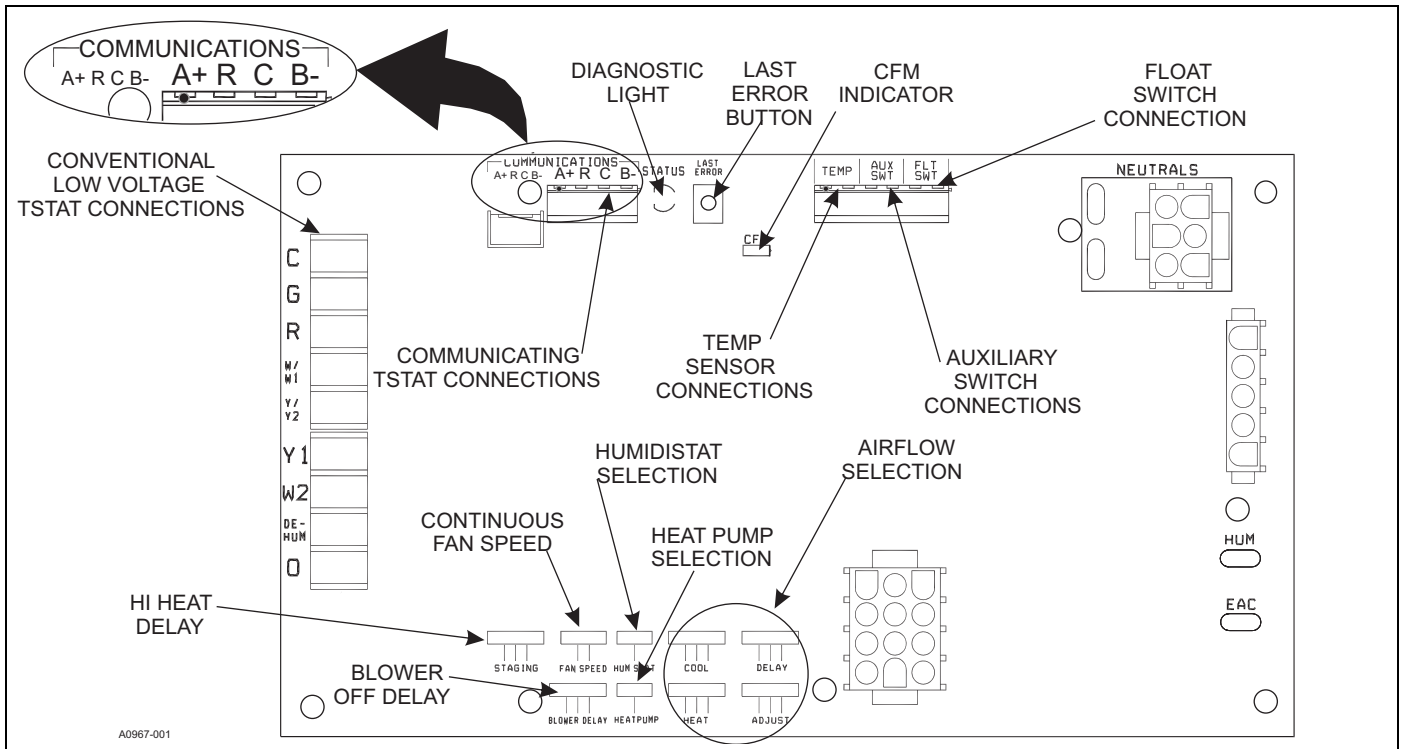 COMMUNICATIONS
A+ R C B- A+ R C B-
DIAGNOSTIC
LIGHT
LAST
ERROR
BUTTON
CFM
INDICATOR
FLOAT
SWITCH
CONNECTION
CONVENTIONAL
LOW VOLTAGE
TSTAT CONNECTIONS
COMMUNICATIONS
A+ R C B- A+ R C B-
STATUS
LAST
ERROR
TEMP
AUX
SWT
FLT
SWT
NEUTRALS
CF
C
G
R
W/
W1
Y/
Y2
Y1
W2
DE-
HUM
O
COMMUNICATING
TSTAT CONNECTIONS
TEMP
SENSOR
CONNECTIONS
AUXILIARY
SWITCH
CONNECTIONS
HUMIDISTAT
SELECTION
AIRFLOW
SELECTION
CONTINUOUS
FAN SPEED
HEAT PUMP
SELECTION
HUM
EAC
HI HEAT
DELAY
STAGING
FAN SPEED
COOL
DELAY
BLOWER
OFF DELAY
BLOWER DELAY
HEATPUMP
HEAT
ADJUST
A0967-001